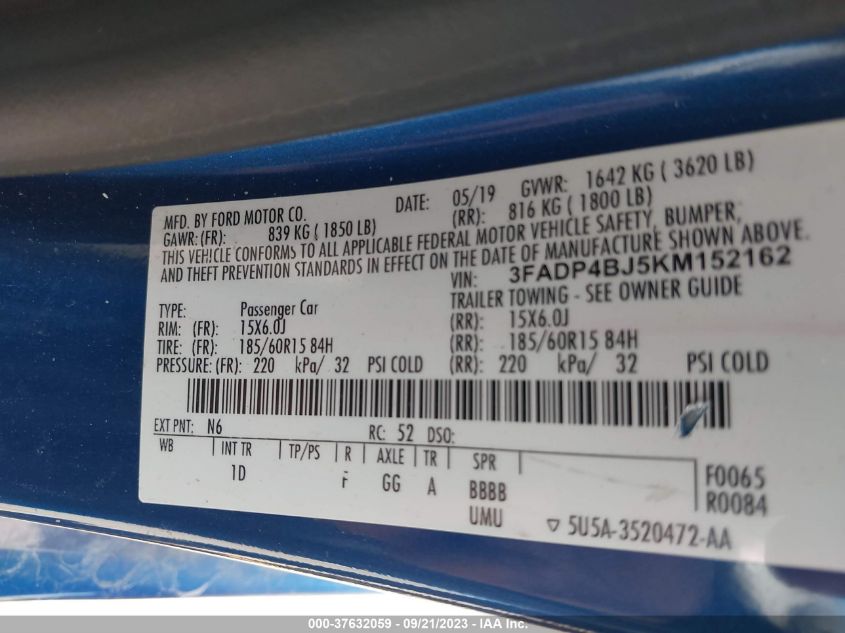 MFD. BY FORD MOTOR CO. DATE: 05/19 GVWR: 1642 KG ( 3620 LB)
GAWR:(FR): 839 KG ( 1850 LB) (RR): 816 KG ( 1800 LB)
THIS VEHICLE CONFORMS TO ALL APPLICABLE FEDERAL MOTOR VEHICLE SAFETY, BUMPER,
AND THEFT PREVENTION STANDARDS IN EFFECT ON THE DATE OF MANUFACTURE SHOWN ABOVE.
VIN: 3FADP4BJ5KM152162
TYPE: Passenger Car TRAILER TOWING - SEE OWNER GUIDE
RIM: (FR): 15X6.0J (RR): 15X6.0J
TIRE: (FR): 185/60R15 84H (RR): 185/60R15 84H
PRESSURE: (FR): 220 kPa/ 32 PSI COLD (RR): 220 kPa/ 32 PSI COLD
EXT PNT: N6 RC: 52 DSO:
WB INT TR TP/PS R AXLE TR SPR
1D F GG A BBBB F0065
UMU R0084
5U5A-3520472-AA
000-37632059 - 09/21/2023 - IAA Inc.